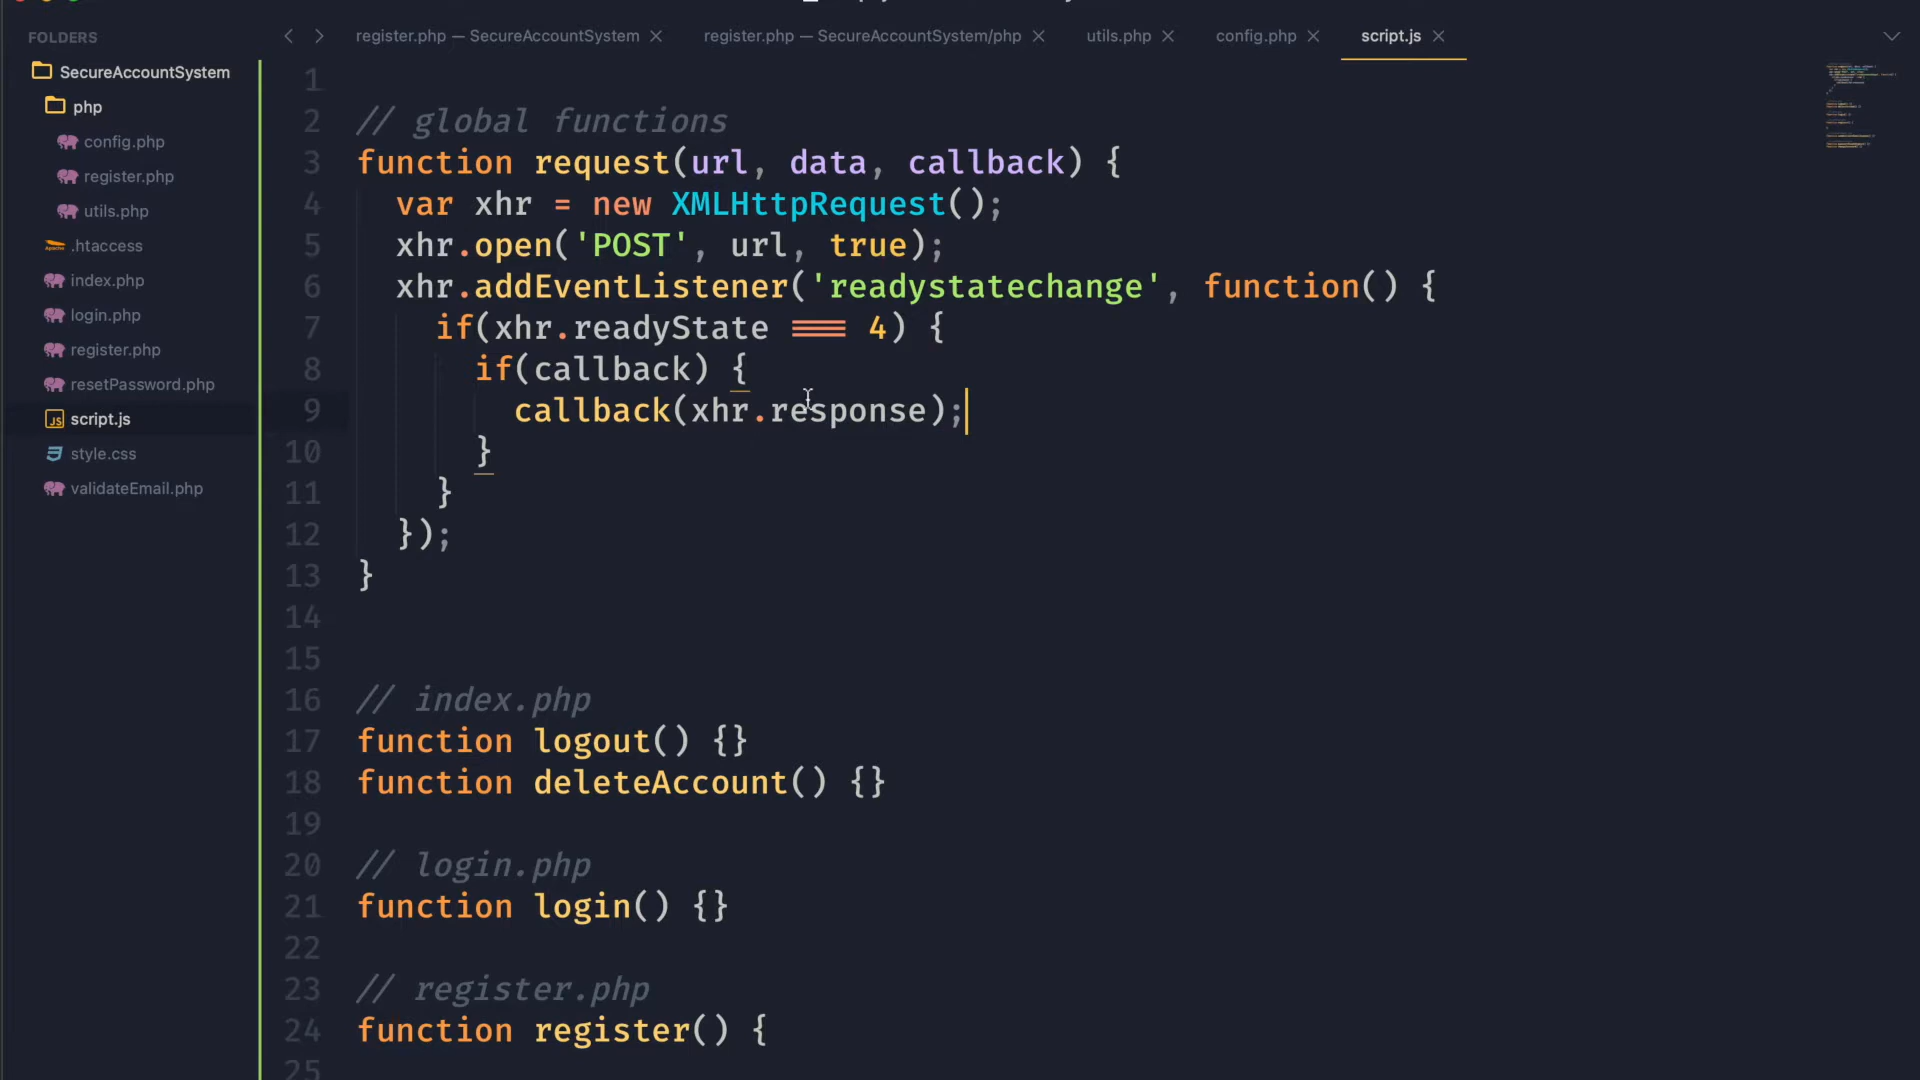 FOLDERS
SecureAccountSystem
php
config.php
register.php
utils.php
.htaccess
index.php
login.php
register.php
resetPassword.php
script.js
style.css
validateEmail.php
register.php — SecureAccountSystem
register.php — SecureAccountSystem/php
utils.php
config.php
script.js
1
2 // global functions
3 function request(url, data, callback) {
4 var xhr = new XMLHttpRequest();
5 xhr.open('POST', url, true);
6 xhr.addEventListener('readystatechange', function() {
7 if(xhr.readyState === 4) {
8 if(callback) {
9 callback(xhr.response);
10 }
11 }
12 });
13 }
14
15
16 // index.php
17 function logout() {}
18 function deleteAccount() {}
19
20 // login.php
21 function login() {}
22
23 // register.php
24 function register() {
25